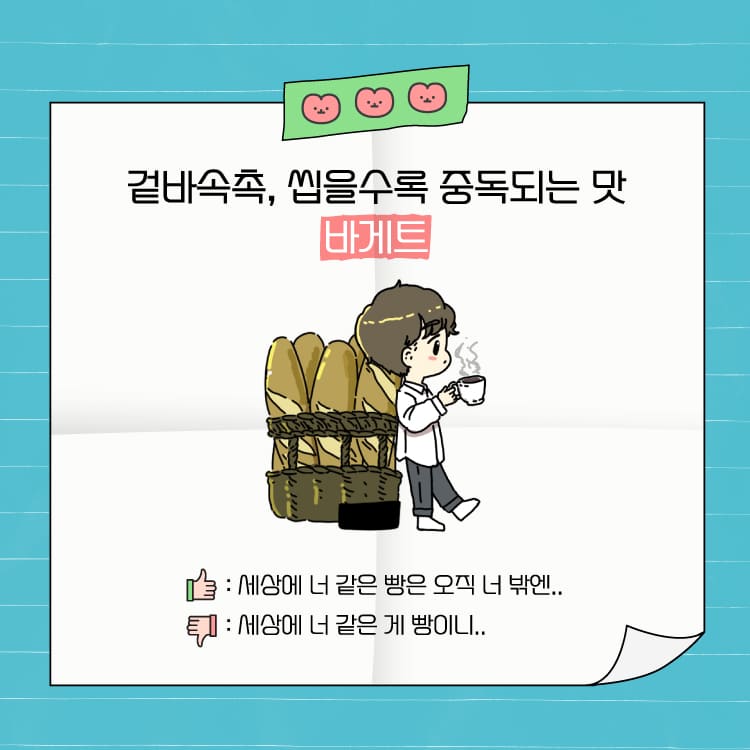 겉바속촉, 씹을수록 중독되는 맛
바게트
: 세상에 너 같은 빵은 오직 너 밖엔..
: 세상에 너 같은 게 빵이니..